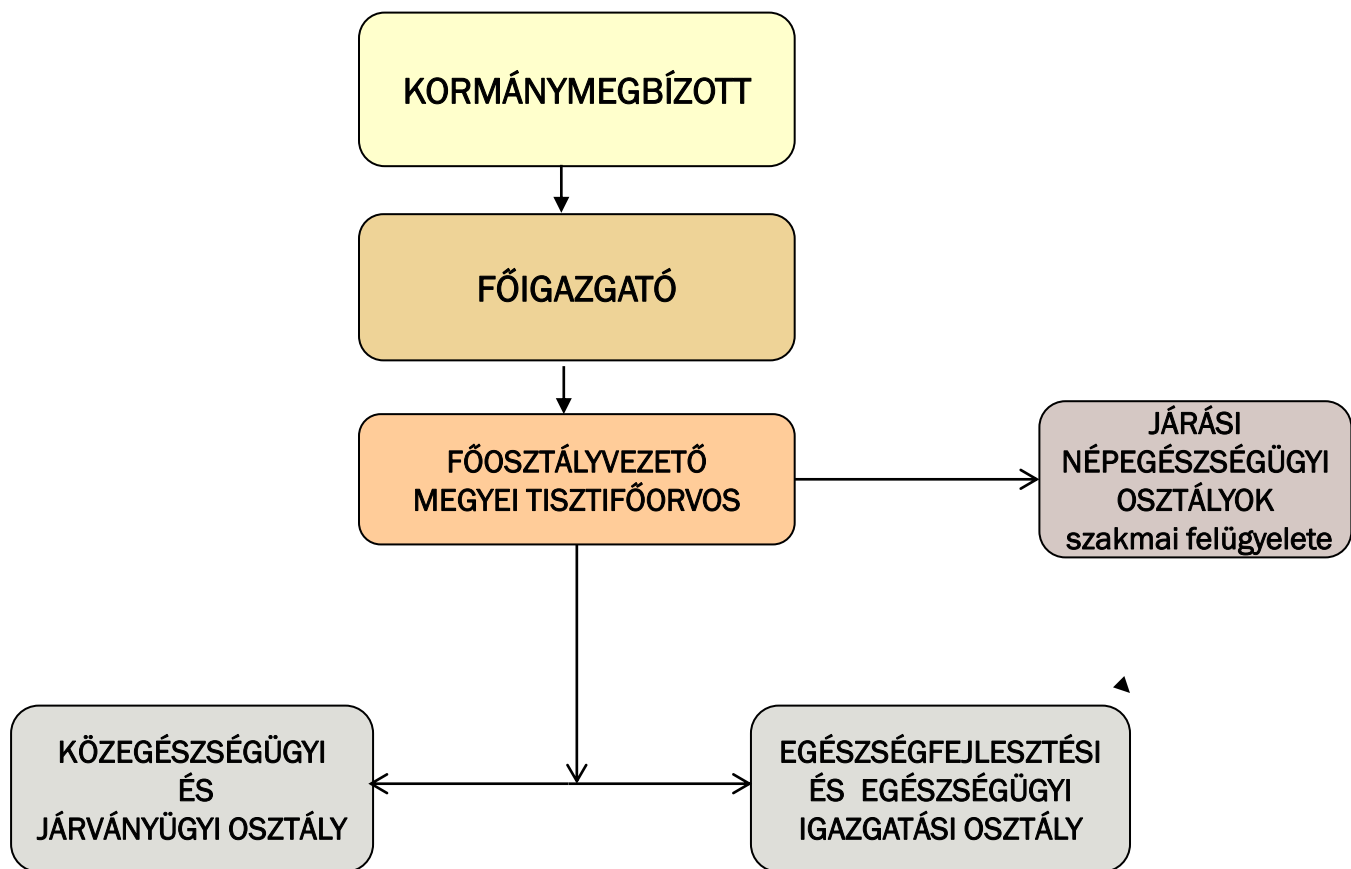 KORMÁNYMEGBÍZOTT
FŐIGAZGATÓ
FŐOSZTÁLYVEZETŐ
MEGYEI TISZTIFŐORVOS
JÁRÁSI
NÉPEGÉSZSÉGÜGYI
OSZTÁLYOK
szakmai felügyelete
KÖZEGÉSZSÉGÜGYI
ÉS
JÁRVÁNYÜGYI OSZTÁLY
EGÉSZSÉGFEJLESZTÉSI
ÉS EGÉSZSÉGÜGYI
IGAZGATÁSI OSZTÁLY